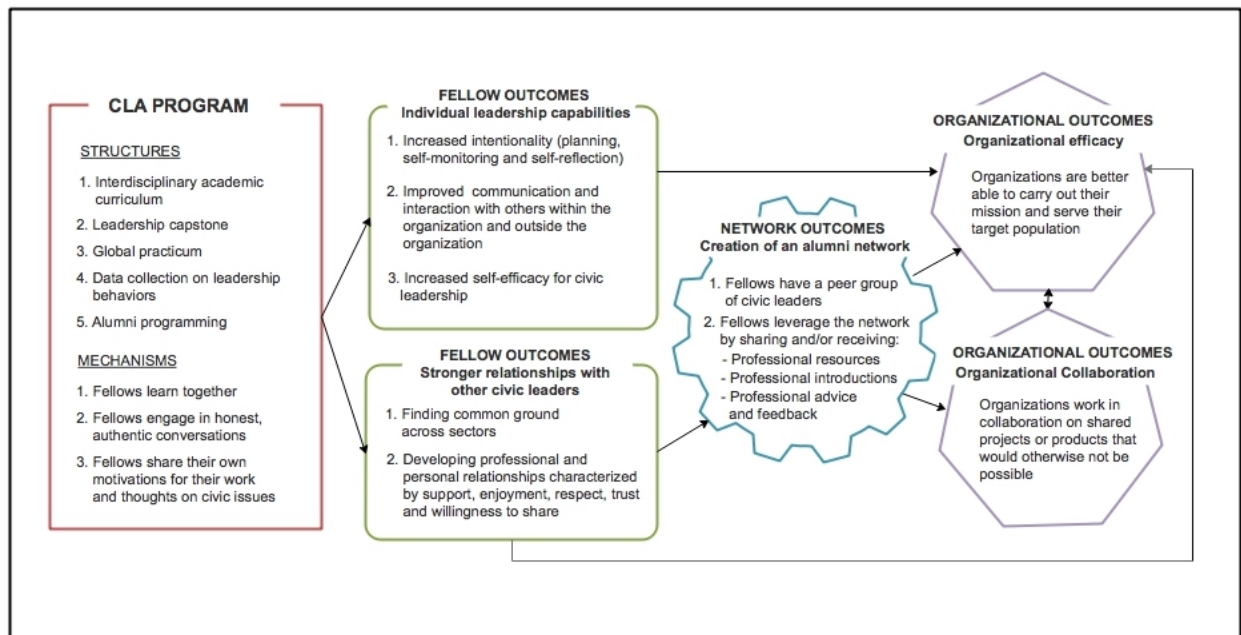 CLA PROGRAM
STRUCTURES
1. Interdisciplinary academic
curriculum
2. Leadership capstone
3. Global practicum
4. Data collection on leadership
behaviors
5. Alumni programming
MECHANISMS
1. Fellows learn together
2. Fellows engage in honest,
authentic conversations
3. Fellows share their own
motivations for their work
and thoughts on civic issues
FELLOW OUTCOMES
Individual leadership capabilities
1. Increased intentionality (planning,
self-monitoring and self-reflection)
2. Improved communication and
interaction with others within the
organization and outside the
organization
3. Increased self-efficacy for civic
leadership
FELLOW OUTCOMES
Stronger relationships with
other civic leaders
1. Finding common ground
across sectors
2. Developing professional and
personal relationships characterized
by support, enjoyment, respect, trust
and willingness to share
NETWORK OUTCOMES
Creation of an alumni network
1. Fellows have a peer group
of civic leaders
2. Fellows leverage the network
by sharing and/or receiving:
- Professional resources
- Professional introductions
- Professional advice
and feedback
ORGANIZATIONAL OUTCOMES
Organizational efficacy
Organizations are better
able to carry out their
mission and serve their
target population
ORGANIZATIONAL OUTCOMES
Organizational Collaboration
Organizations work in
collaboration on shared
projects or products that
would otherwise not be
possible